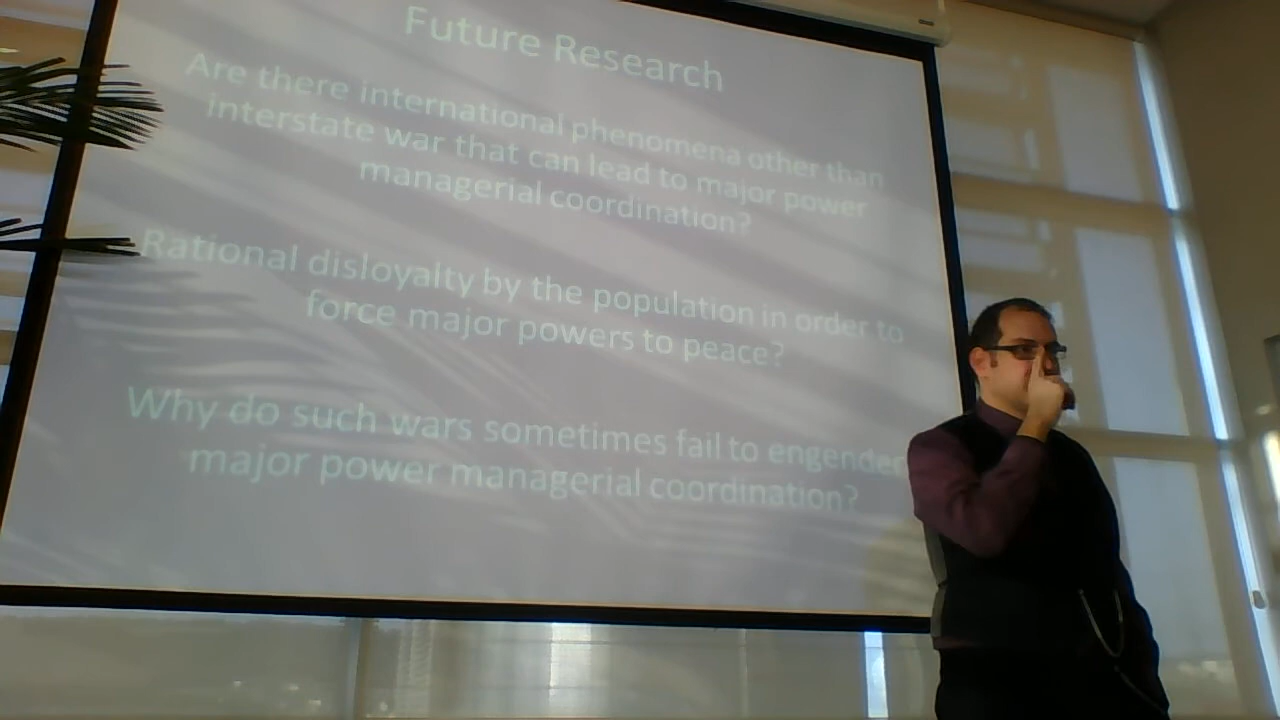 Future Research
Are there international phenomena other than
interstate war that can lead to major power
managerial coordination?
Rational disloyalty by the population in order to
force major powers to peace?
Why do such wars sometimes fail to engender
major power managerial coordination?